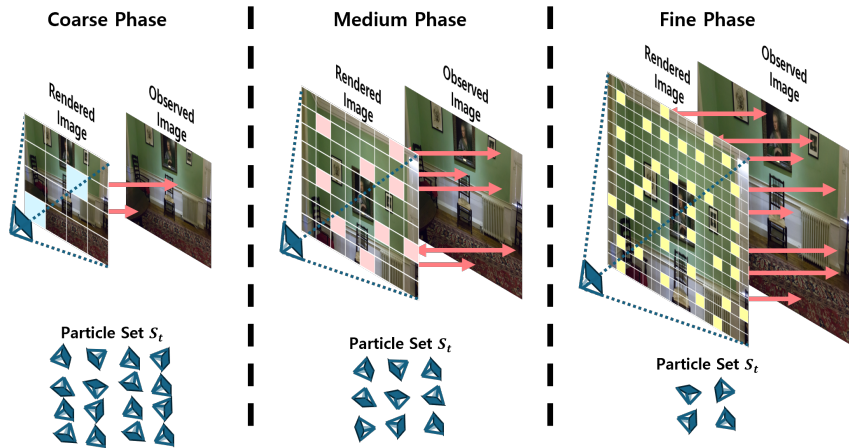 Coarse Phase
Rendered
Image
Observed
Image
Particle Set S_t
Medium Phase
Rendered
Image
Observed
Image
Particle Set S_t
Fine Phase
Rendered
Image
Observed
Image
Particle Set S_t